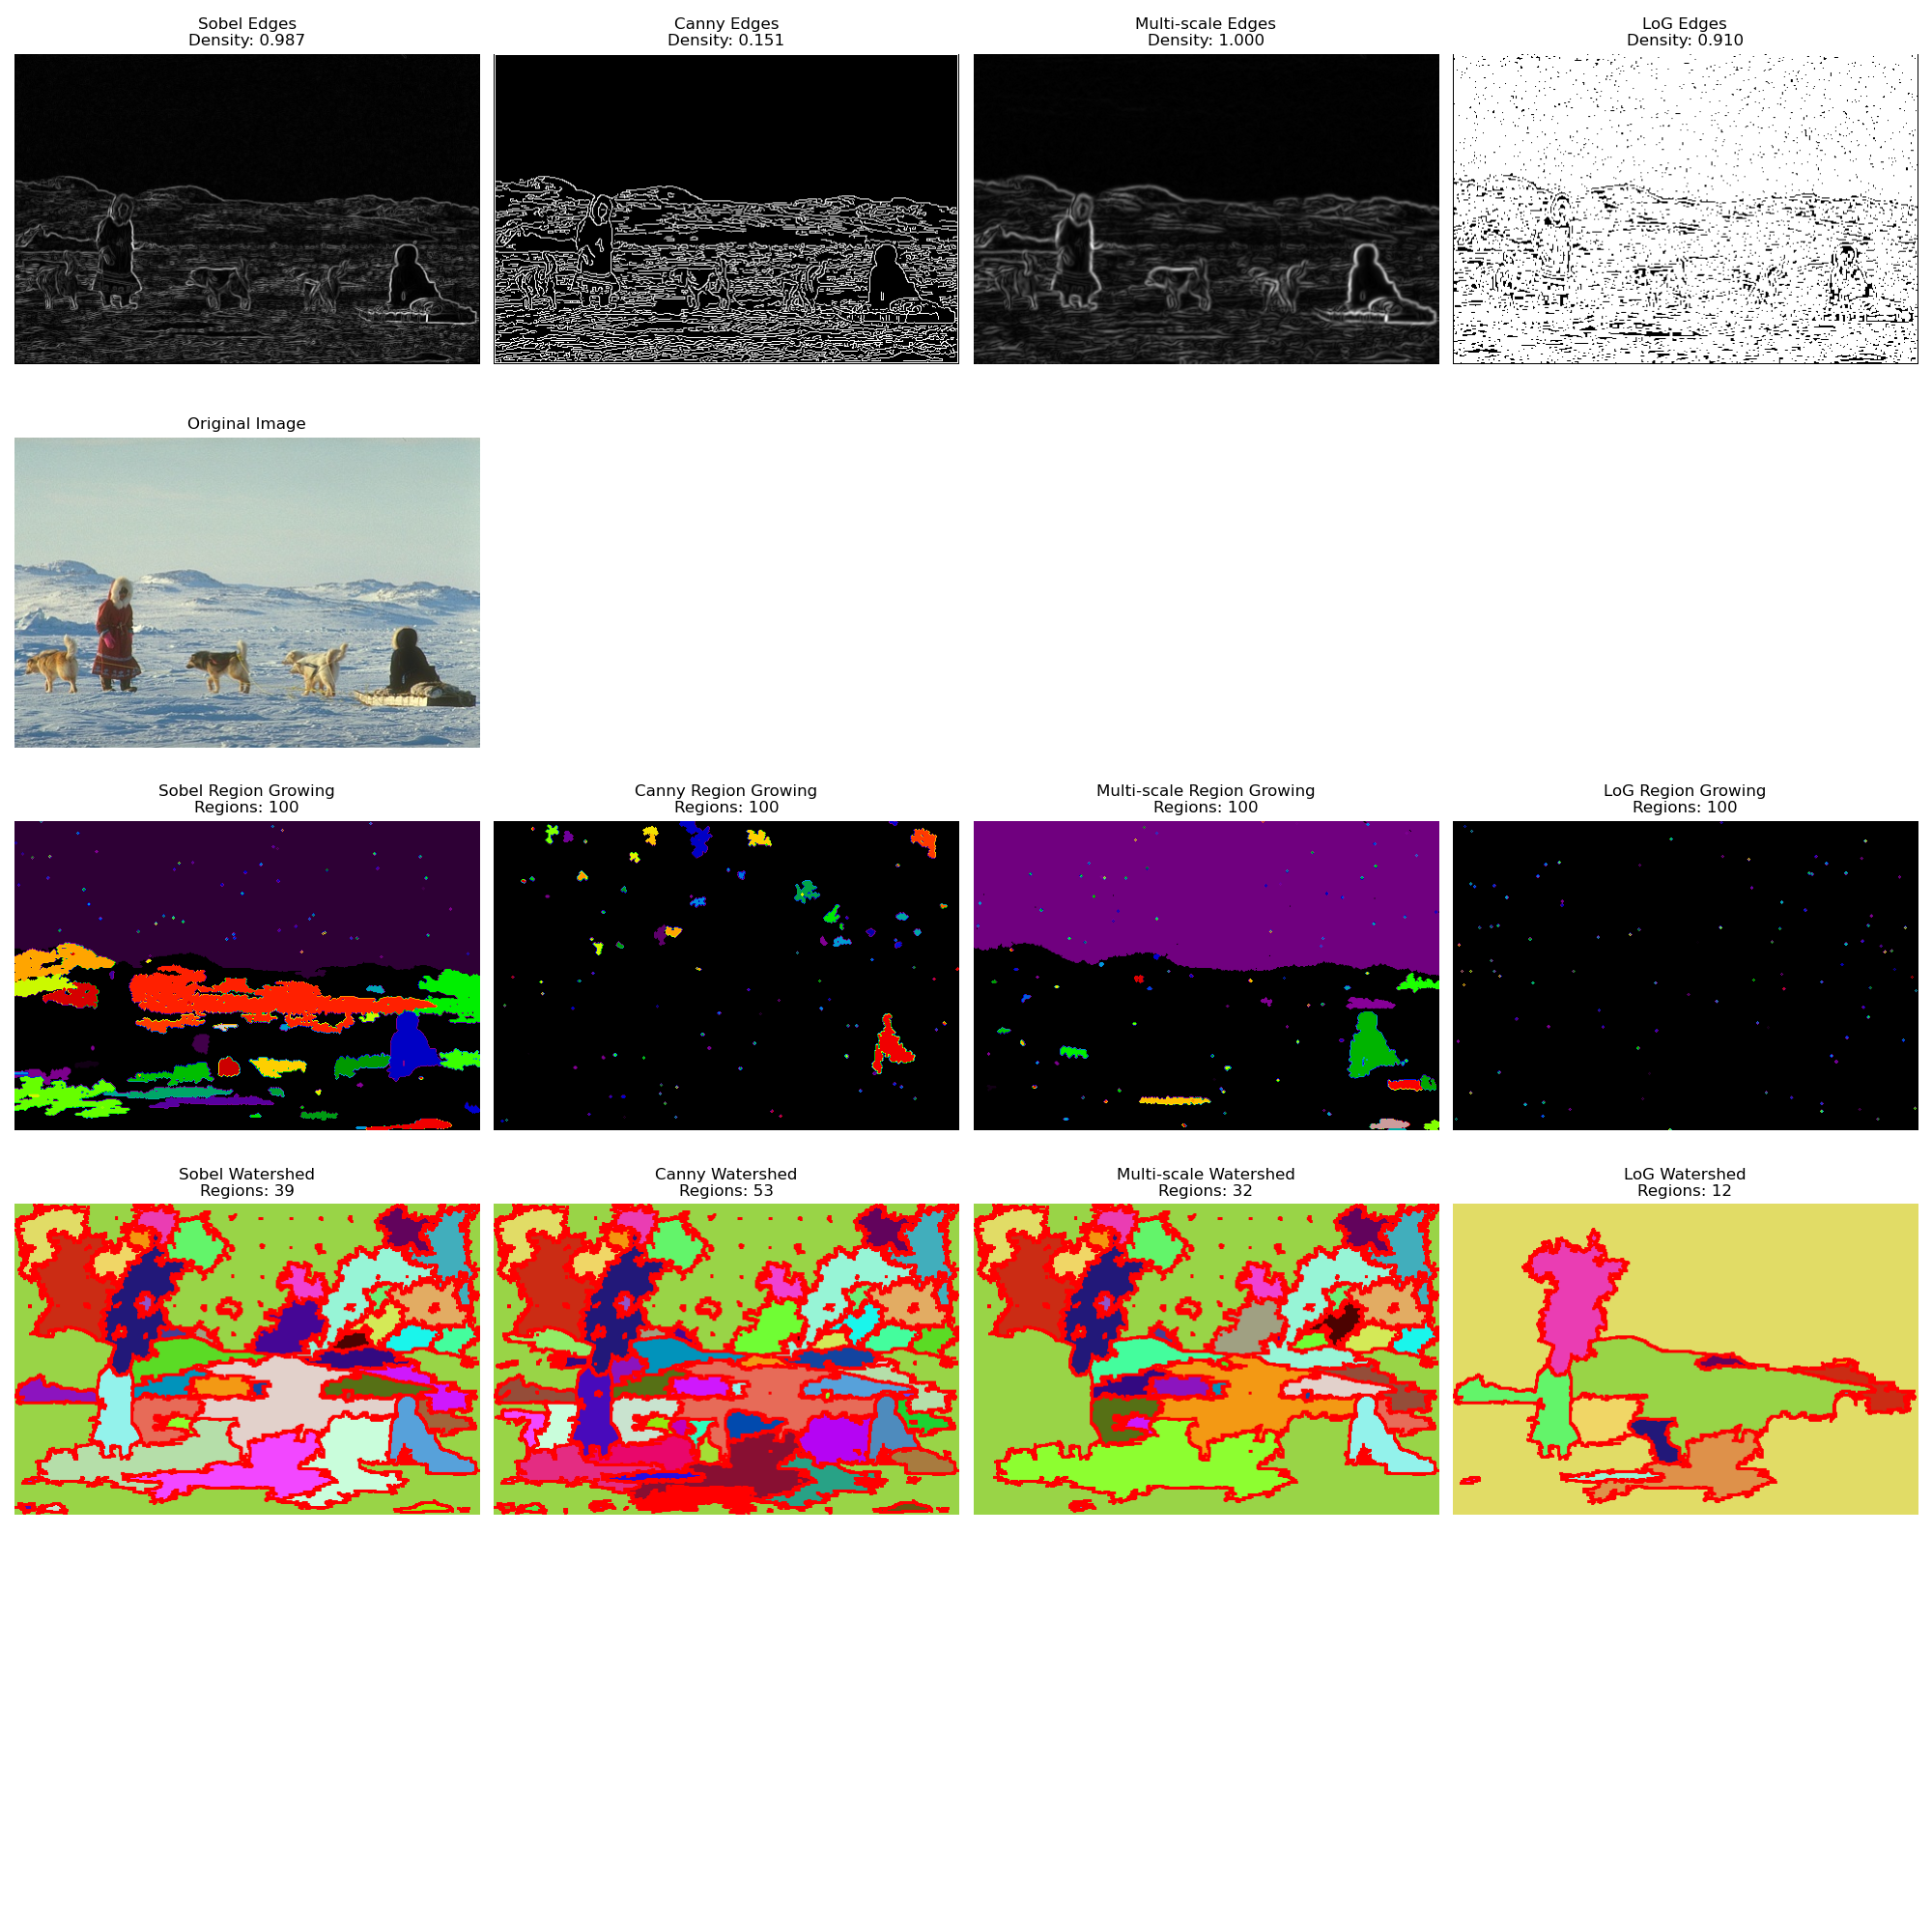 Sobel Edges
Density: 0.987
Canny Edges
Density: 0.151
Multi-scale Edges
Density: 1.000
LoG Edges
Density: 0.910
Original Image
Sobel Region Growing
Regions: 100
Canny Region Growing
Regions: 100
Multi-scale Region Growing
Regions: 100
LoG Region Growing
Regions: 100
Sobel Watershed
Regions: 39
Canny Watershed
Regions: 53
Multi-scale Watershed
Regions: 32
LoG Watershed
Regions: 12